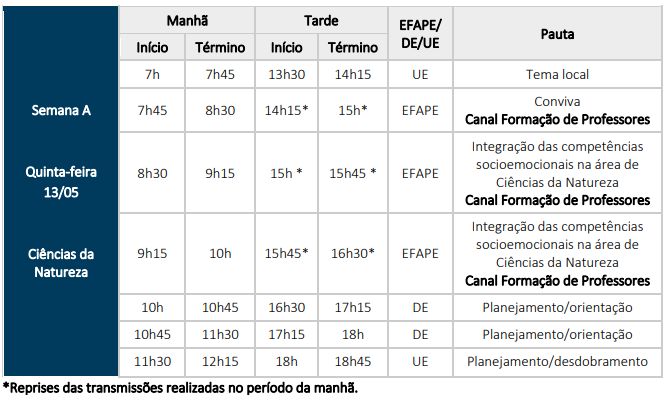 Manhã Tarde EFAPE/ DE/UE Pauta
Início Término Início Término
Semana A
Quinta-feira
13/05
Ciências da
Natureza
7h 7h45 13h30 14h15 UE Tema local
7h45 8h30 14h15* 15h* EFAPE Conviva
Canal Formação de Professores
8h30 9h15 15h * 15h45 * EFAPE Integração das competências
socioemocionais na área de
Ciências da Natureza
Canal Formação de Professores
9h15 10h 15h45* 16h30* EFAPE Integração das competências
socioemocionais na área de
Ciências da Natureza
Canal Formação de Professores
10h 10h45 16h30 17h15 DE Planejamento/orientação
10h45 11h30 17h15 18h DE Planejamento/orientação
11h30 12h15 18h 18h45 UE Planejamento/desdobramento
*Reprises das transmissões realizadas no período da manhã.